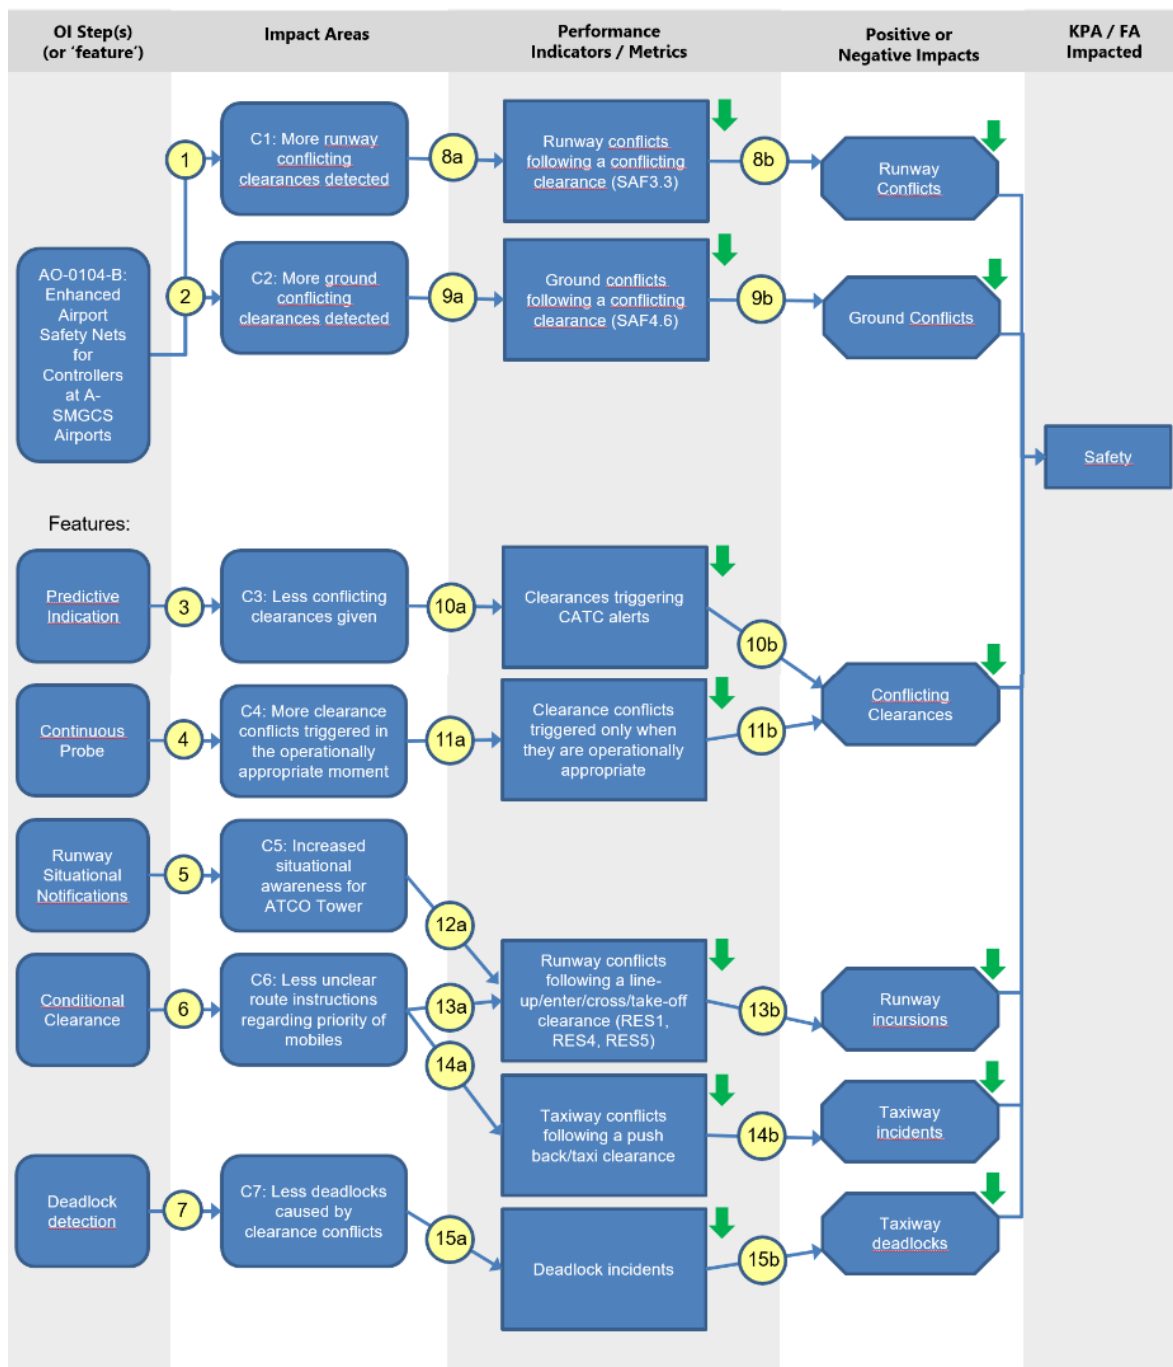 OI Step(s)
(or ‘feature’)
Impact Areas
Performance
Indicators / Metrics
Positive or
Negative Impacts
KPA / FA
Impacted
AO-0104-B:
Enhanced
Airport
Safety Nets
for
Controllers
at A-
SMGCS
Airports
1
C1: More runway
conflicting
clearances detected
8a
Runway conflicts
following a conflicting
clearance (SAF3.3)
8b
Runway
Conflicts
2
C2: More ground
conflicting
clearances detected
9a
Ground conflicts
following a conflicting
clearance (SAF4.6)
9b
Ground Conflicts
Safety
Features:
Predictive
Indication
3
C3: Less conflicting
clearances given
10a
Clearances triggering
CATC alerts
10b
Conflicting
Clearances
Continuous
Probe
4
C4: More clearance
conflicts triggered in
the operationally
appropriate moment
11a
Clearance conflicts
triggered only when
they are operationally
appropriate
11b
Runway
Situational
Notifications
5
C5: Increased
situational
awareness for
ATCO Tower
12a
Conditional
Clearance
6
C6: Less unclear
route instructions
regarding priority of
mobiles
13a
Runway conflicts
following a line-
up/enter/cross/take-off
clearance (RES1,
RES4, RES5)
13b
Runway
incursions
14a
Taxiway conflicts
following a push
back/taxi clearance
14b
Taxiway
incidents
Deadlock
detection
7
C7: Less deadlocks
caused by
clearance conflicts
15a
Deadlock incidents
15b
Taxiway
deadlocks